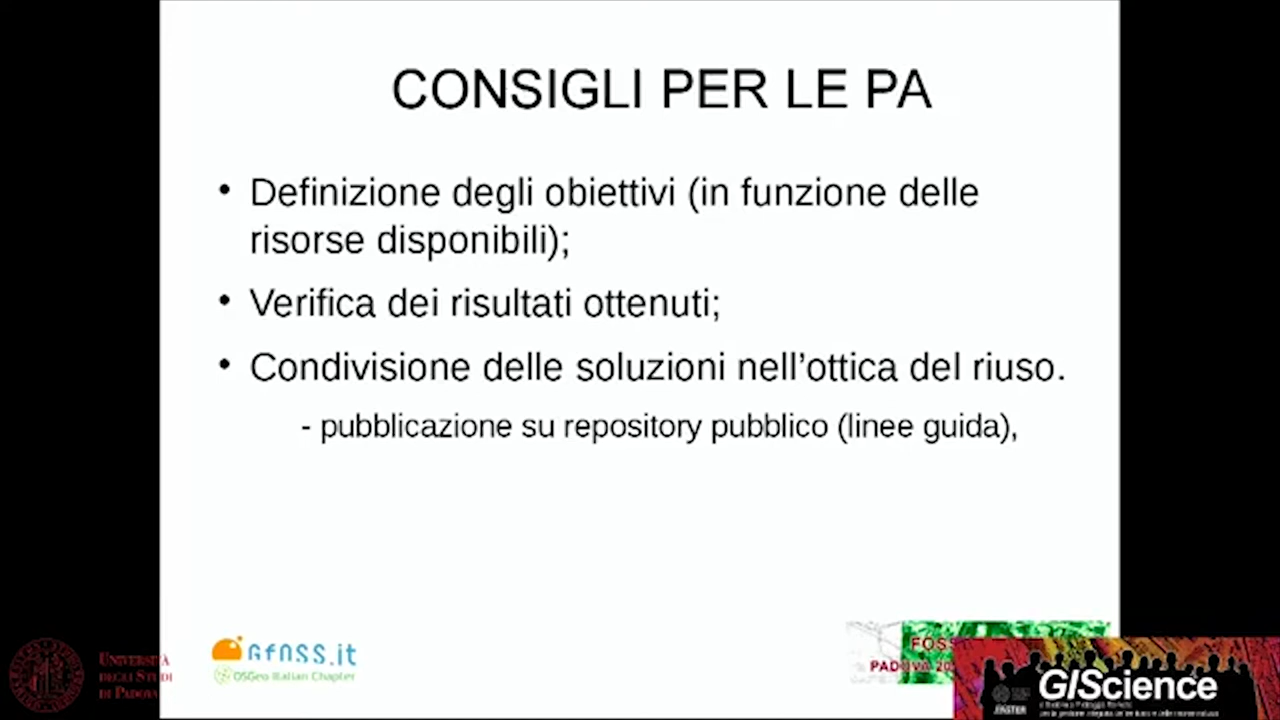 CONSIGLI PER LE PA
• Definizione degli obiettivi (in funzione delle
risorse disponibili);
• Verifica dei risultati ottenuti;
• Condivisione delle soluzioni nell’ottica del riuso.
- pubblicazione su repository pubblico (linee guida),
UNIVERSITÀ
DEGLI STUDI
DI PADOVA
GFOSS.it
OSGeo Italian Chapter
FOSS
PADOVA 20
GIScience
MASTER